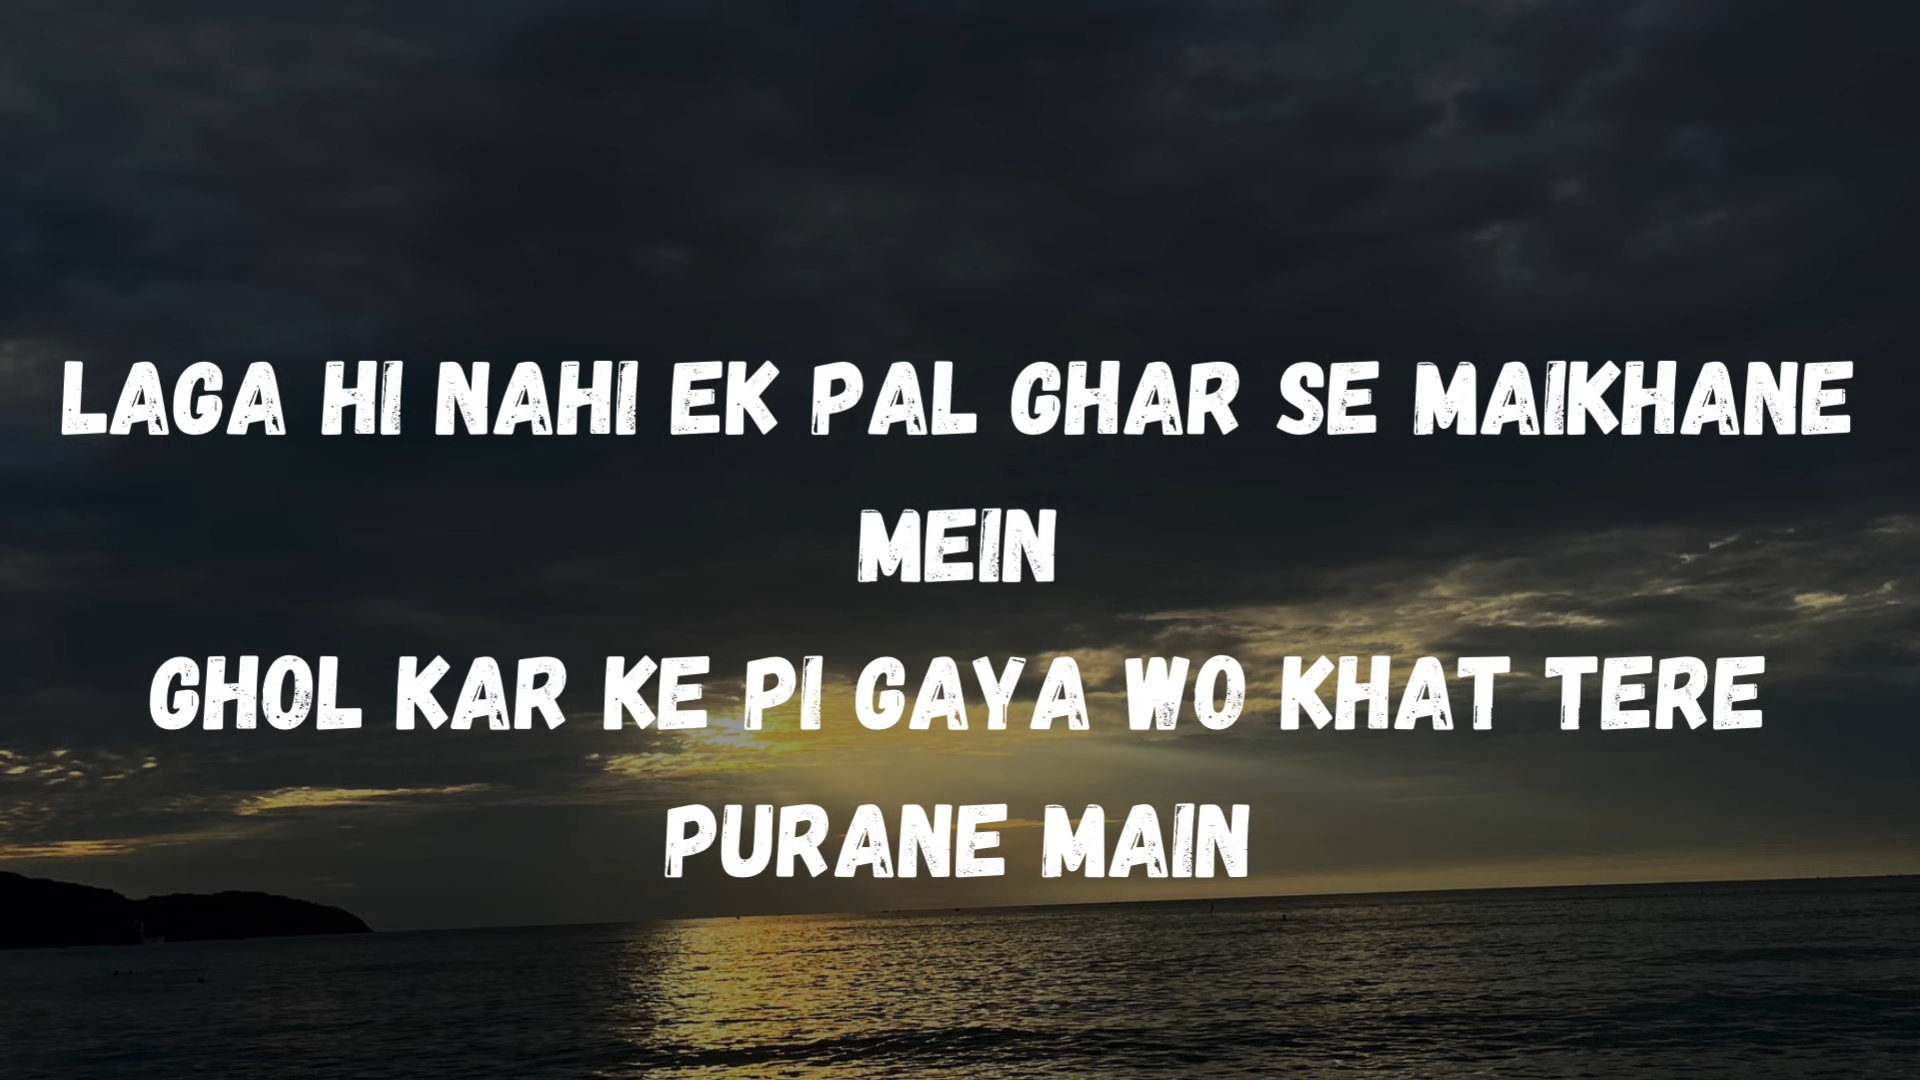 LAGA HI NAHI EK PAL GHAR SE MAIKHANE
MEIN
GHOL KAR KE PI GAYA WO KHAT TERE
PURANE MAIN